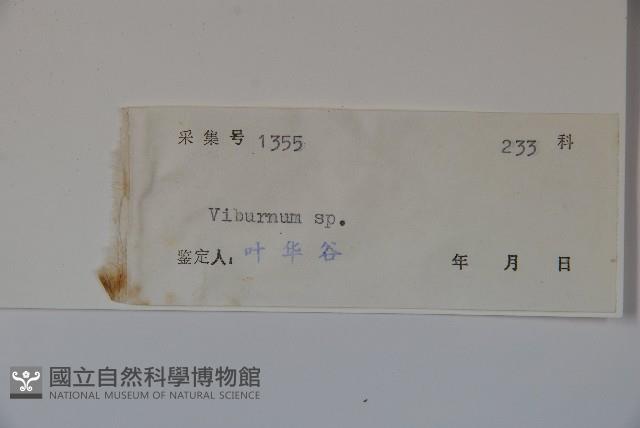 采集号 1355 233 科
Viburnum sp.
鉴定人: 叶华谷 年 月 日
國立自然科學博物館
NATIONAL MUSEUM OF NATURAL SCIENCE